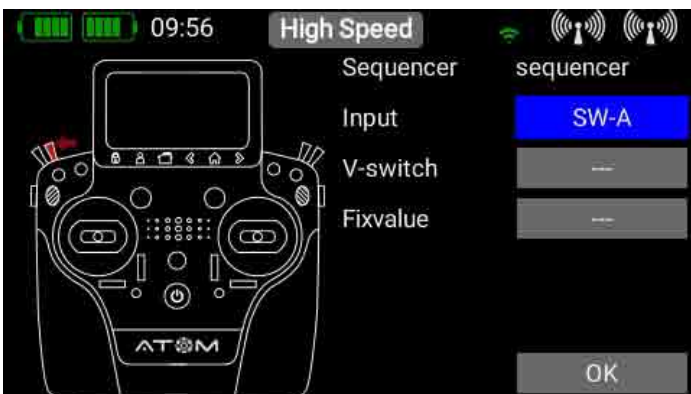 09:56 High Speed
Sequencer sequencer
Input SW-A
V-switch ---
Fixvalue ---
ATOM
OK